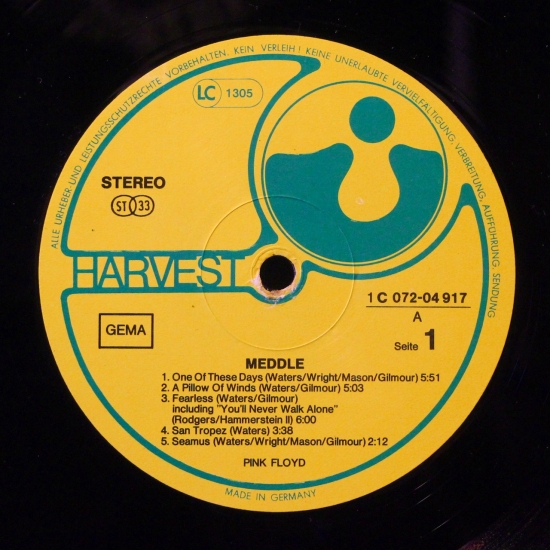 ALLE URHEBER-UND LEISTUNGSSCHUTZRECHTE VORBEHALTEN. KEIN VERLEIH! KEINE UNERLAUBTE VERVIELFÄLTIGUNG, VERBREITUNG, AUFFÜHRUNG, SENDUNG
LC 1305
STEREO
ST 33
HARVEST
1C 072-04 917
A
GEMA
Seite 1
MEDDLE
1. One Of These Days (Waters/Wright/Mason/Gilmour) 5:51
2. A Pillow Of Winds (Waters/Gilmour) 5:03
3. Fearless (Waters/Gilmour)
including "You'll Never Walk Alone"
(Rodgers/Hammerstein II) 6:00
4. San Tropez (Waters) 3:38
5. Seamus (Waters/Wright/Mason/Gilmour) 2:12
PINK FLOYD
MADE IN GERMANY